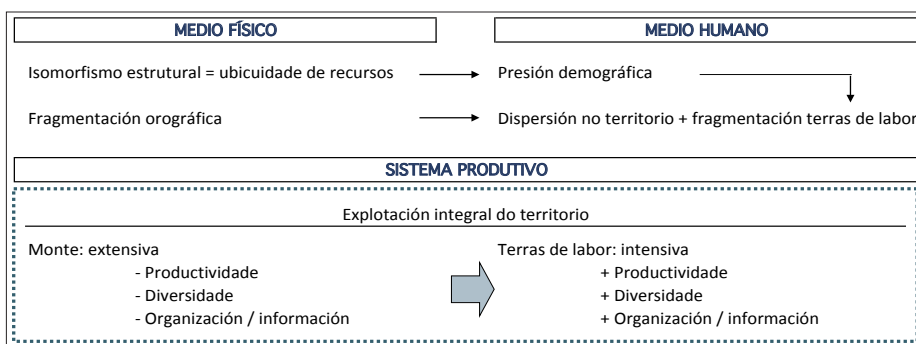 MEDIO FÍSICO
MEDIO HUMANO
Isomorfismo estrutural = ubicuidade de recursos
Presión demográfica
Fragmentación orográfica
Dispersión no territorio + fragmentación terras de labor
SISTEMA PRODUTIVO
Explotación integral do territorio
Monte: extensiva
Terras de labor: intensiva
- Productividade
+ Productividade
- Diversidade
+ Diversidade
- Organización / información
+ Organización / información